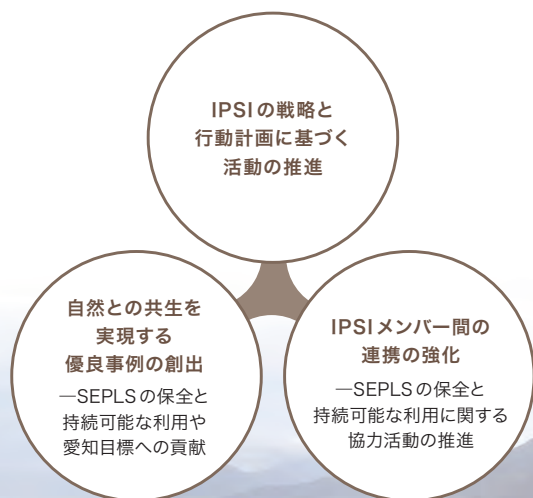 IPSIの戦略と
行動計画に基づく
活動の推進
自然との共生を
実現する
優良事例の創出
―SEPLSの保全と
持続可能な利用や
愛知目標への貢献
IPSIメンバー間の
連携の強化
―SEPLSの保全と
持続可能な利用に関する
協力活動の推進